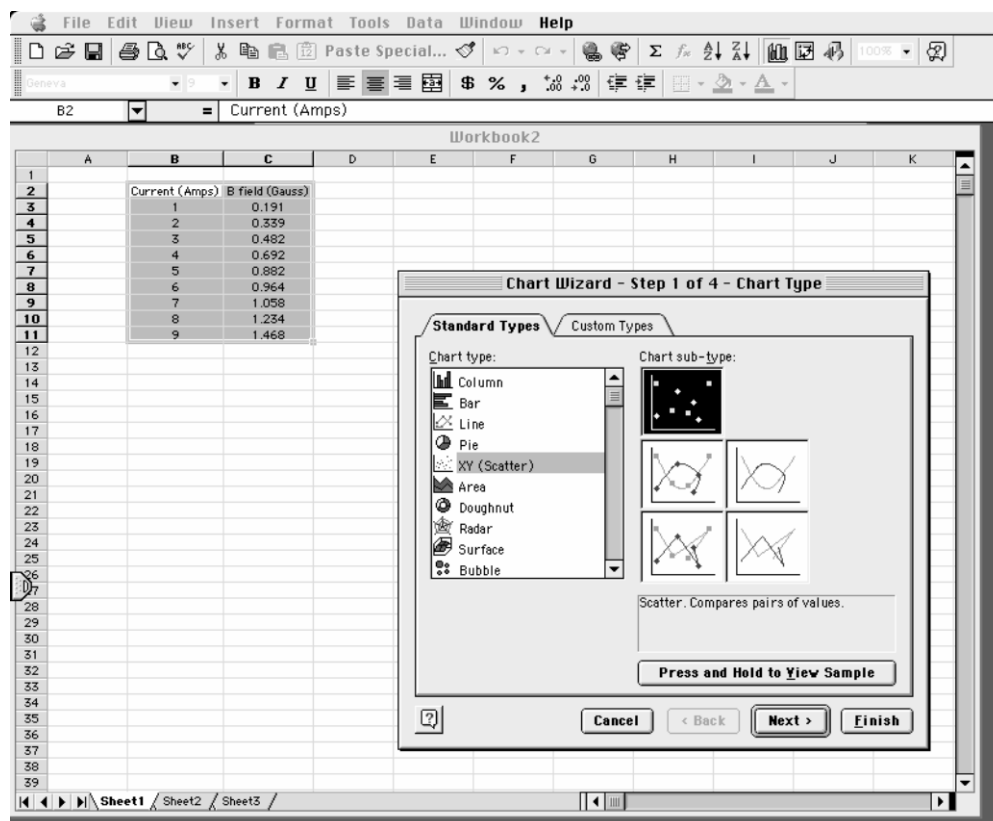 File Edit View Insert Format Tools Data Window Help
ABC Paste Special... Σ fx A Z Z A 100%
Geneva 9 B I U $ % , .0 .00 .00 .0 A
B2 = Current (Amps)
Workbook2
A B C D E F G H I J K
1
2 Current (Amps) B field (Gauss)
3 1 0.191
4 2 0.339
5 3 0.482
6 4 0.692
7 5 0.882
8 6 0.964
9 7 1.058
10 8 1.234
11 9 1.468
12
13
14
15
16
17
18
19
20
21
22
23
24
25
26
27
28
29
30
31
32
33
34
35
36
37
38
39
Chart Wizard - Step 1 of 4 - Chart Type
Standard Types Custom Types
Chart type:
Column
Bar
Line
Pie
XY (Scatter)
Area
Doughnut
Radar
Surface
Bubble
Chart sub-type:
Scatter. Compares pairs of values.
Press and Hold to View Sample
? Cancel < Back Next > Finish
Sheet1 Sheet2 Sheet3